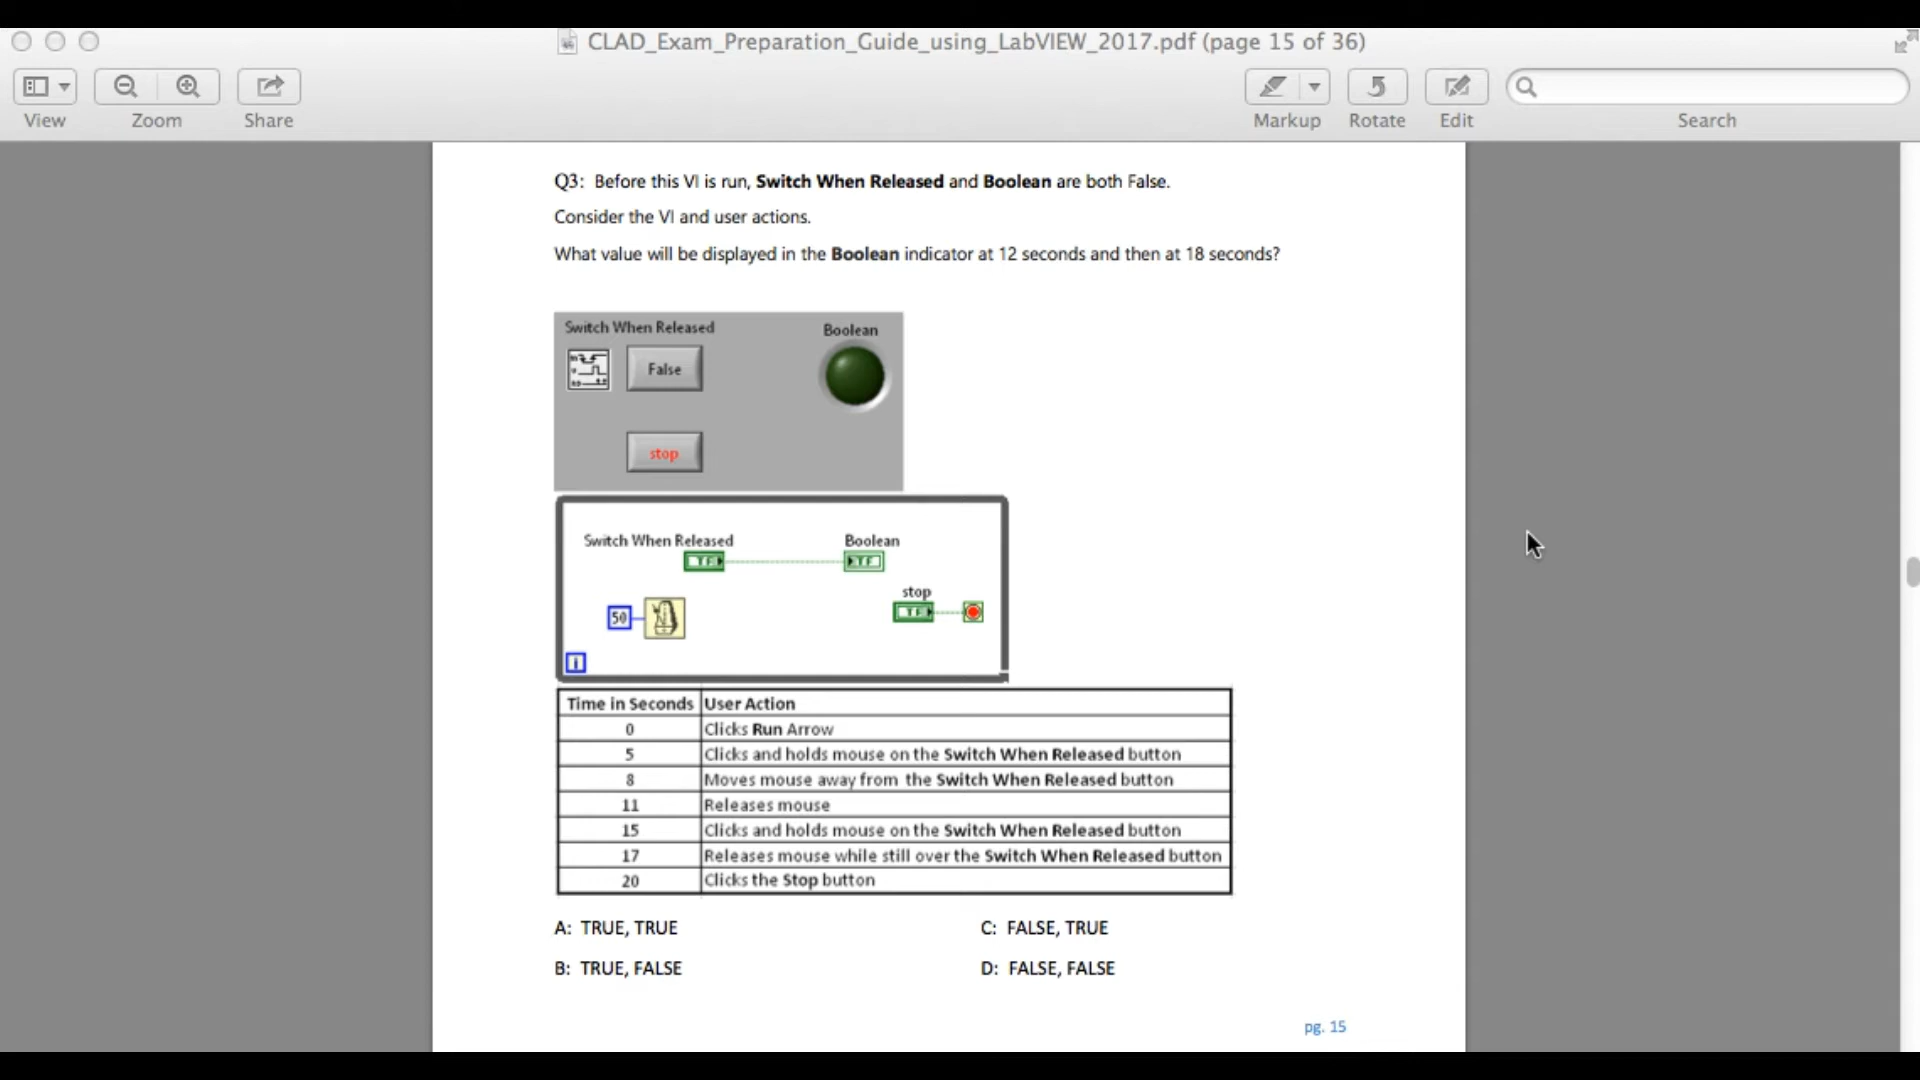 CLAD_Exam_Preparation_Guide_using_LabVIEW_2017.pdf (page 15 of 36)
View
Zoom
Share
Markup
Rotate
Edit
Search
Q3: Before this VI is run, Switch When Released and Boolean are both False.
Consider the VI and user actions.
What value will be displayed in the Boolean indicator at 12 seconds and then at 18 seconds?
Switch When Released
Boolean
False
stop
Switch When Released
Boolean
TF
TF
stop
TF
50
i
Time in Seconds User Action
0 Clicks Run Arrow
5 Clicks and holds mouse on the Switch When Released button
8 Moves mouse away from the Switch When Released button
11 Releases mouse
15 Clicks and holds mouse on the Switch When Released button
17 Releases mouse while still over the Switch When Released button
20 Clicks the Stop button
A: TRUE, TRUE
C: FALSE, TRUE
B: TRUE, FALSE
D: FALSE, FALSE
pg. 15